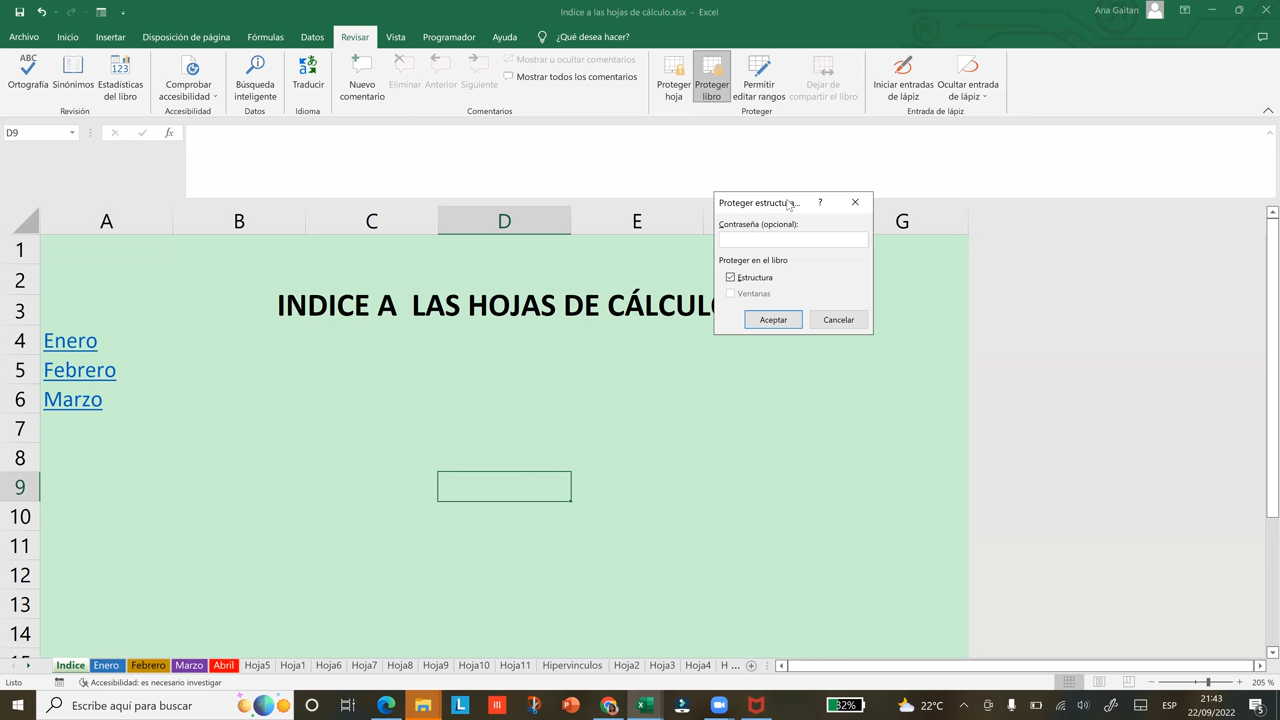 Indice a las hojas de cálculo.xlsx - Excel
Ana Gaitan
Archivo Inicio Insertar Disposición de página Fórmulas Datos Revisar Vista Programador Ayuda ¿Qué desea hacer?
ABC
Ortografía
Sinónimos
123
Estadísticas del libro
Revisión
Comprobar accesibilidad
Accesibilidad
Búsqueda inteligente
Datos
Traducir
Idioma
Nuevo comentario
Eliminar
Anterior
Siguiente
Mostrar u ocultar comentarios
Mostrar todos los comentarios
Comentarios
Proteger hoja
Proteger libro
Permitir editar rangos
Dejar de compartir el libro
Proteger
Iniciar entradas de lápiz
Ocultar entrada de lápiz
Entrada de lápiz
D9
fx
Proteger estructura...
?
Contraseña (opcional):
Proteger en el libro
Estructura
Ventanas
Aceptar Cancelar
A B C D E G
1
2
3 INDICE A LAS HOJAS DE CÁLCULO
4 Enero
5 Febrero
6 Marzo
7
8
9
10
11
12
13
14
15
Indice Enero Febrero Marzo Abril Hoja5 Hoja1 Hoja6 Hoja7 Hoja8 Hoja9 Hoja10 Hoja11 Hipervinculos Hoja2 Hoja3 Hoja4 H ...
Listo Accesibilidad: es necesario investigar 205 %
Escribe aquí para buscar
32%
22°C
ESP
21:43
22/09/2022
5